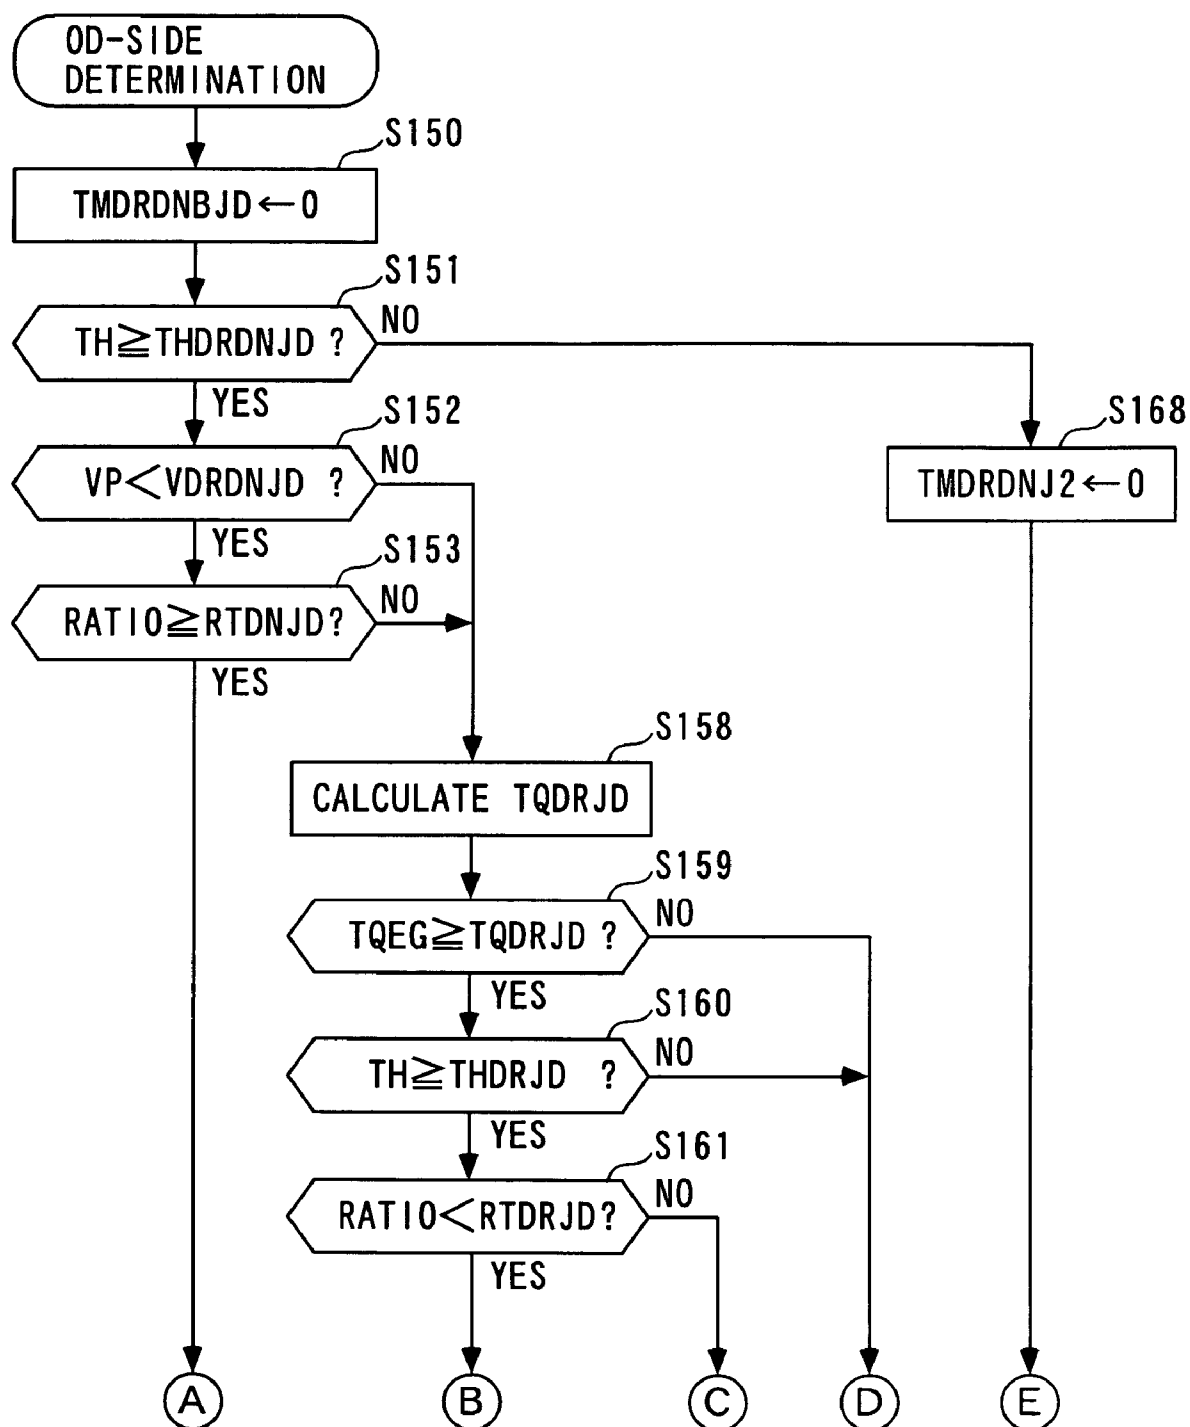 OD-SIDE
DETERMINATION
S150
TMDRDNBJD←0
S151
TH≧THDRDNJD ?
NO
YES
S152
VP<VDRDNJD ?
NO
S168
TMDRDNJ2←0
YES
S153
RATIO≧RTDNJD?
NO
YES
S158
CALCULATE TQDRJD
S159
TQEG≧TQDRJD ?
NO
YES
S160
TH≧THDRJD ?
NO
YES
S161
RATIO<RTDRJD?
NO
YES
A
B
C
D
E